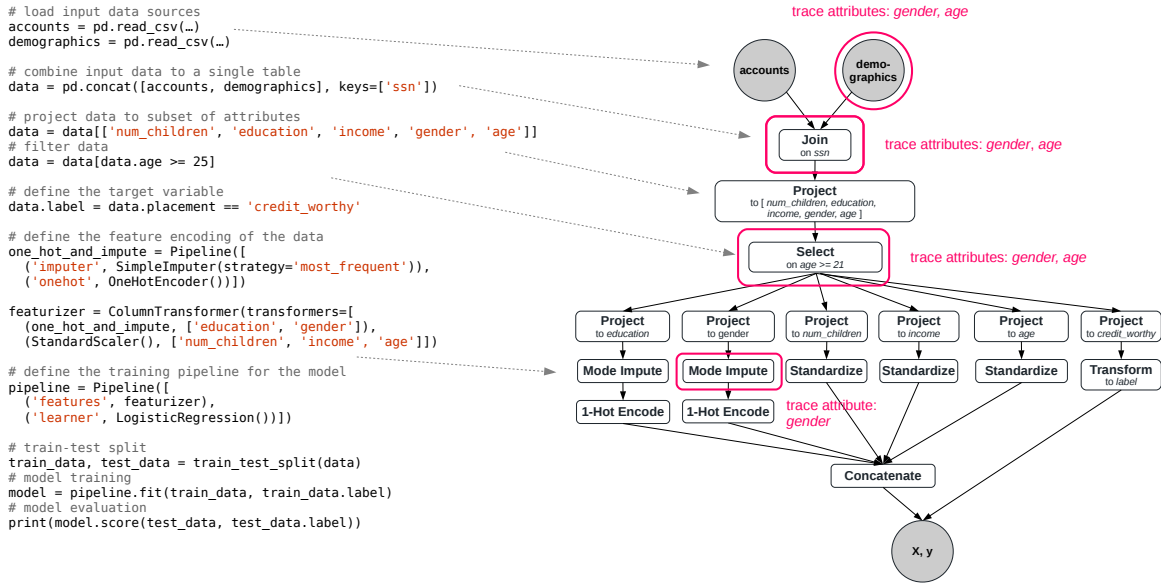 # load input data sources
accounts = pd.read_csv(…)
demographics = pd.read_csv(…)
# combine input data to a single table
data = pd.concat([accounts, demographics], keys=['ssn'])
# project data to subset of attributes
data = data[['num_children', 'education', 'income', 'gender', 'age']]
# filter data
data = data[data.age >= 25]
# define the target variable
data.label = data.placement == 'credit_worthy'
# define the feature encoding of the data
one_hot_and_impute = Pipeline([
('imputer', SimpleImputer(strategy='most_frequent')),
('onehot', OneHotEncoder())])
featurizer = ColumnTransformer(transformers=[
(one_hot_and_impute, ['education', 'gender']),
(StandardScaler(), ['num_children', 'income', 'age']])
# define the training pipeline for the model
pipeline = Pipeline([
('features', featurizer),
('learner', LogisticRegression())])
# train-test split
train_data, test_data = train_test_split(data)
# model training
model = pipeline.fit(train_data, train_data.label)
# model evaluation
print(model.score(test_data, test_data.label))
trace attributes: gender, age
accounts
demo-
graphics
Join
on ssn
trace attributes: gender, age
Project
to [ num_children, education,
income, gender, age ]
Select
on age >= 21
trace attributes: gender, age
Project
to education
Project
to gender
Project
to num_children
Project
to income
Project
to age
Project
to credit_worthy
Mode Impute
Mode Impute
Standardize
Standardize
Standardize
Transform
to label
1-Hot Encode
1-Hot Encode
trace attribute:
gender
Concatenate
X, y